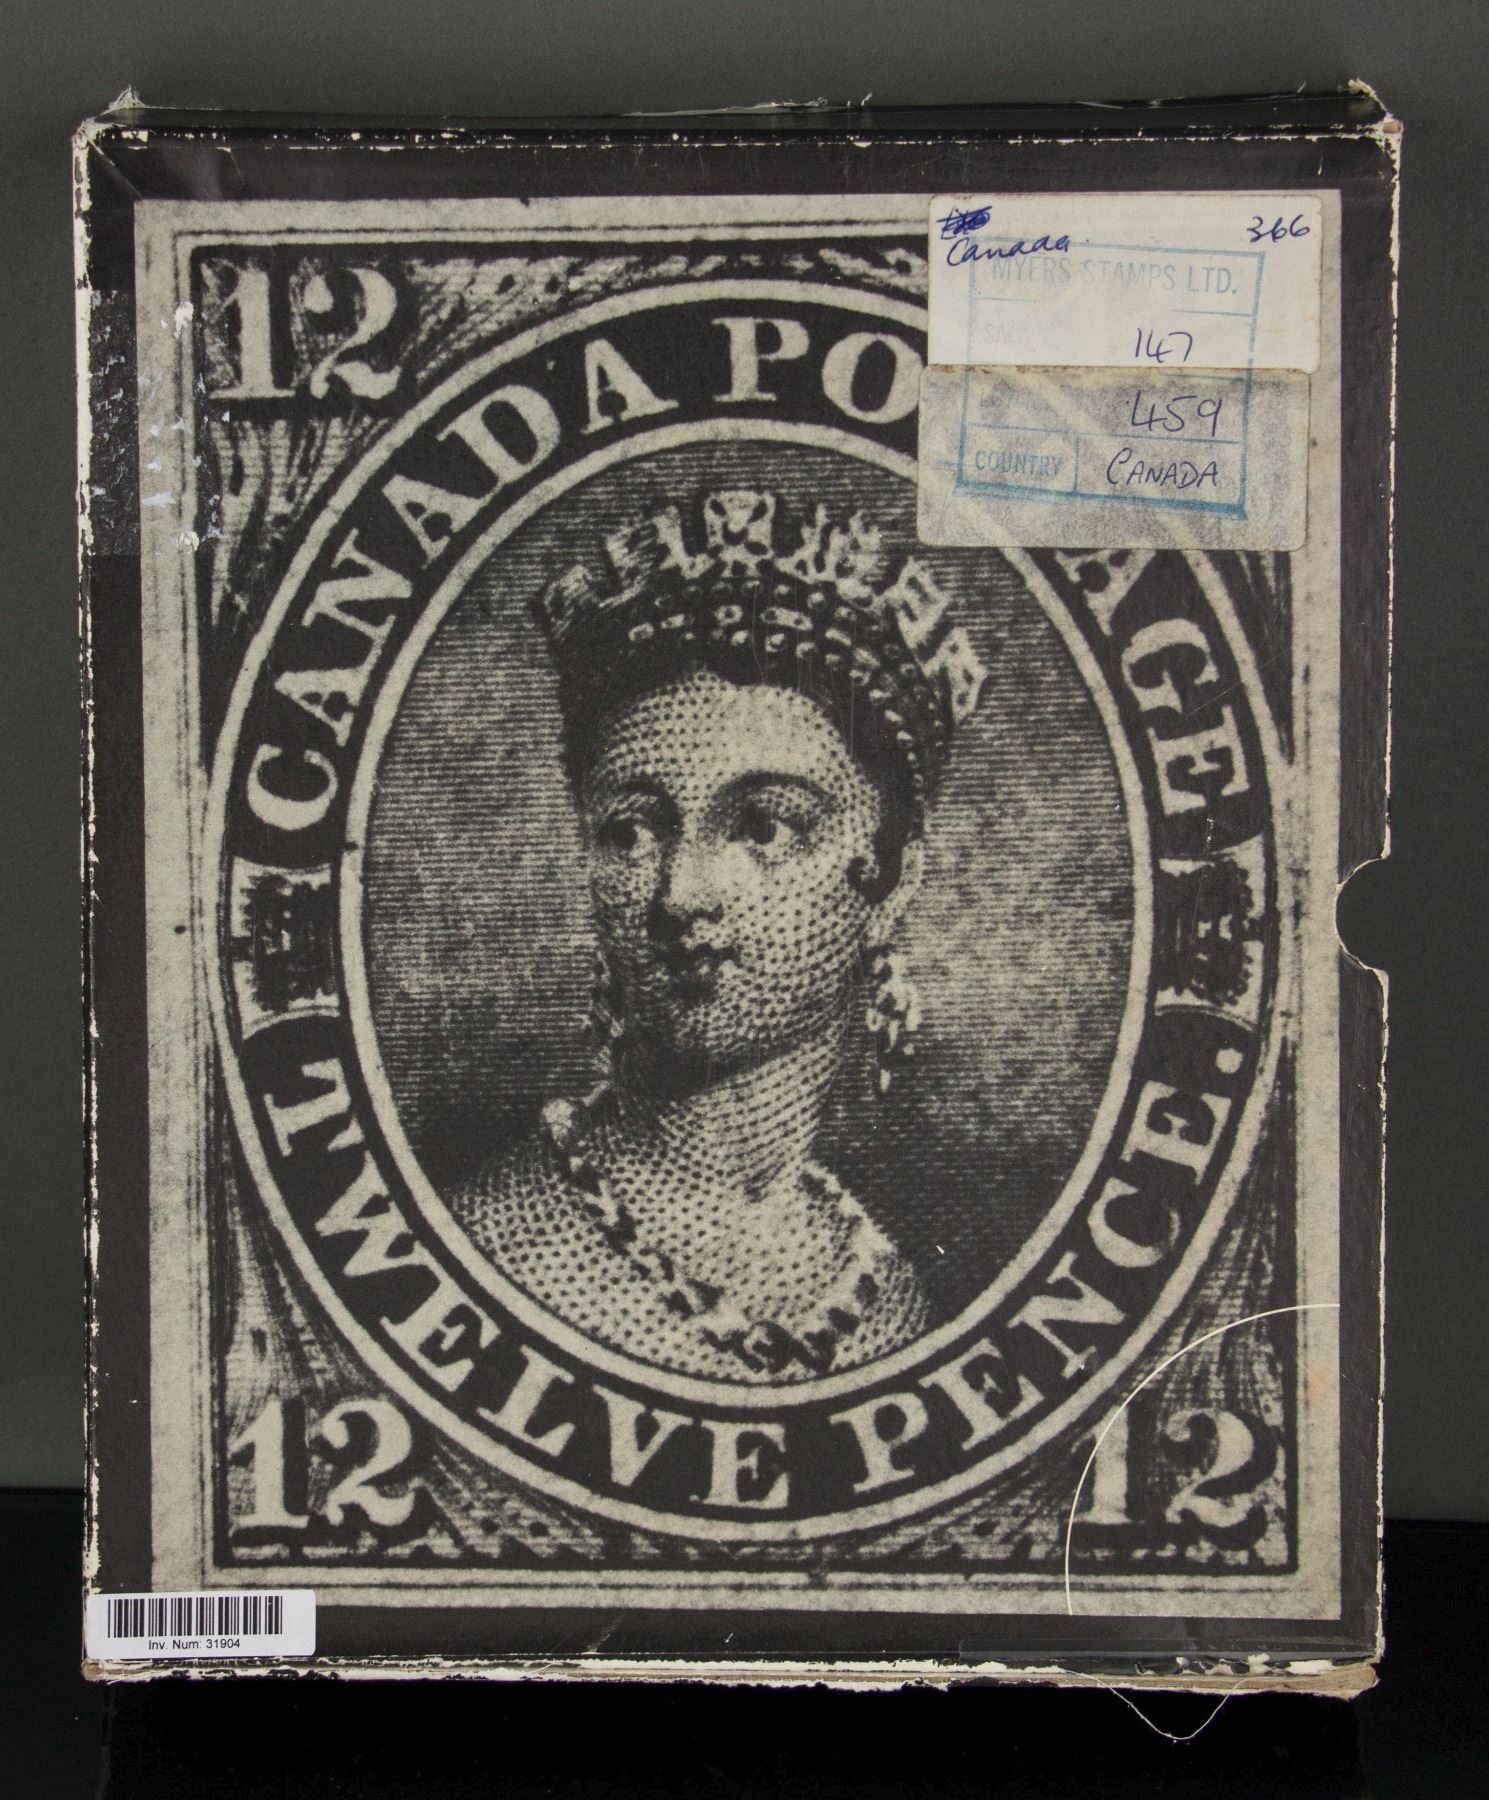 12
CANADA PO AGE
Canada
366
MYERS STAMPS LTD.
147
459
COUNTRY CANADA
TWELVE PENCE.
12
12
Inv. Num: 31904